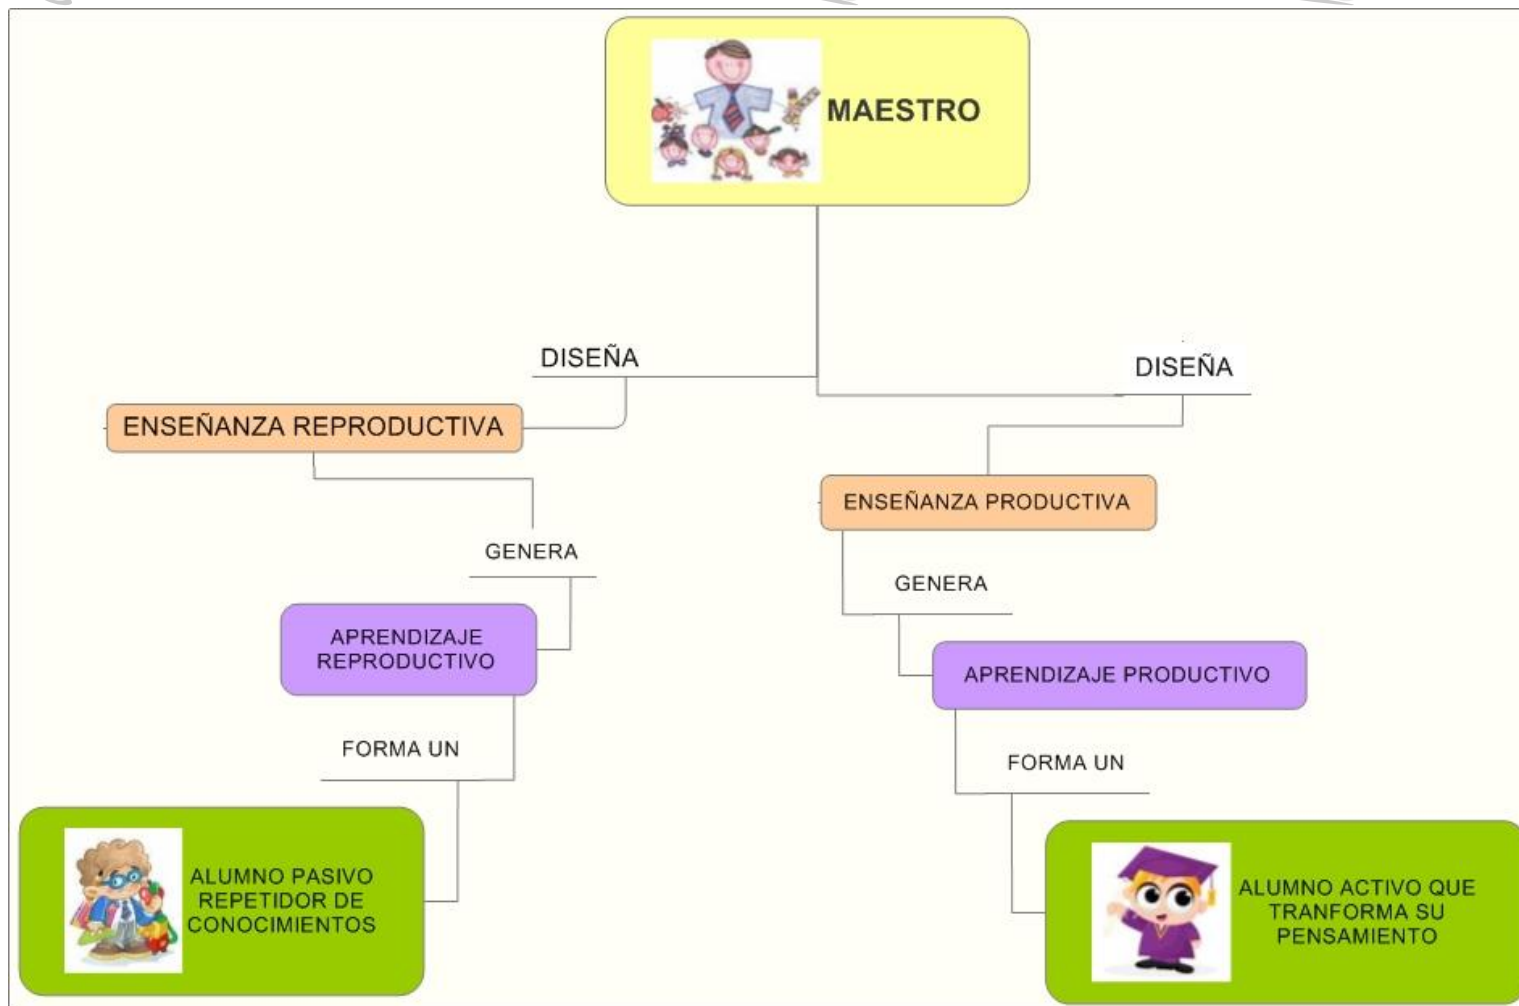 MAESTRO
DISEÑA
ENSEÑANZA REPRODUCTIVA
GENERA
APRENDIZAJE
REPRODUCTIVO
FORMA UN
ALUMNO PASIVO
REPETIDOR DE
CONOCIMIENTOS
DISEÑA
ENSEÑANZA PRODUCTIVA
GENERA
APRENDIZAJE PRODUCTIVO
FORMA UN
ALUMNO ACTIVO QUE
TRANFORMA SU
PENSAMIENTO